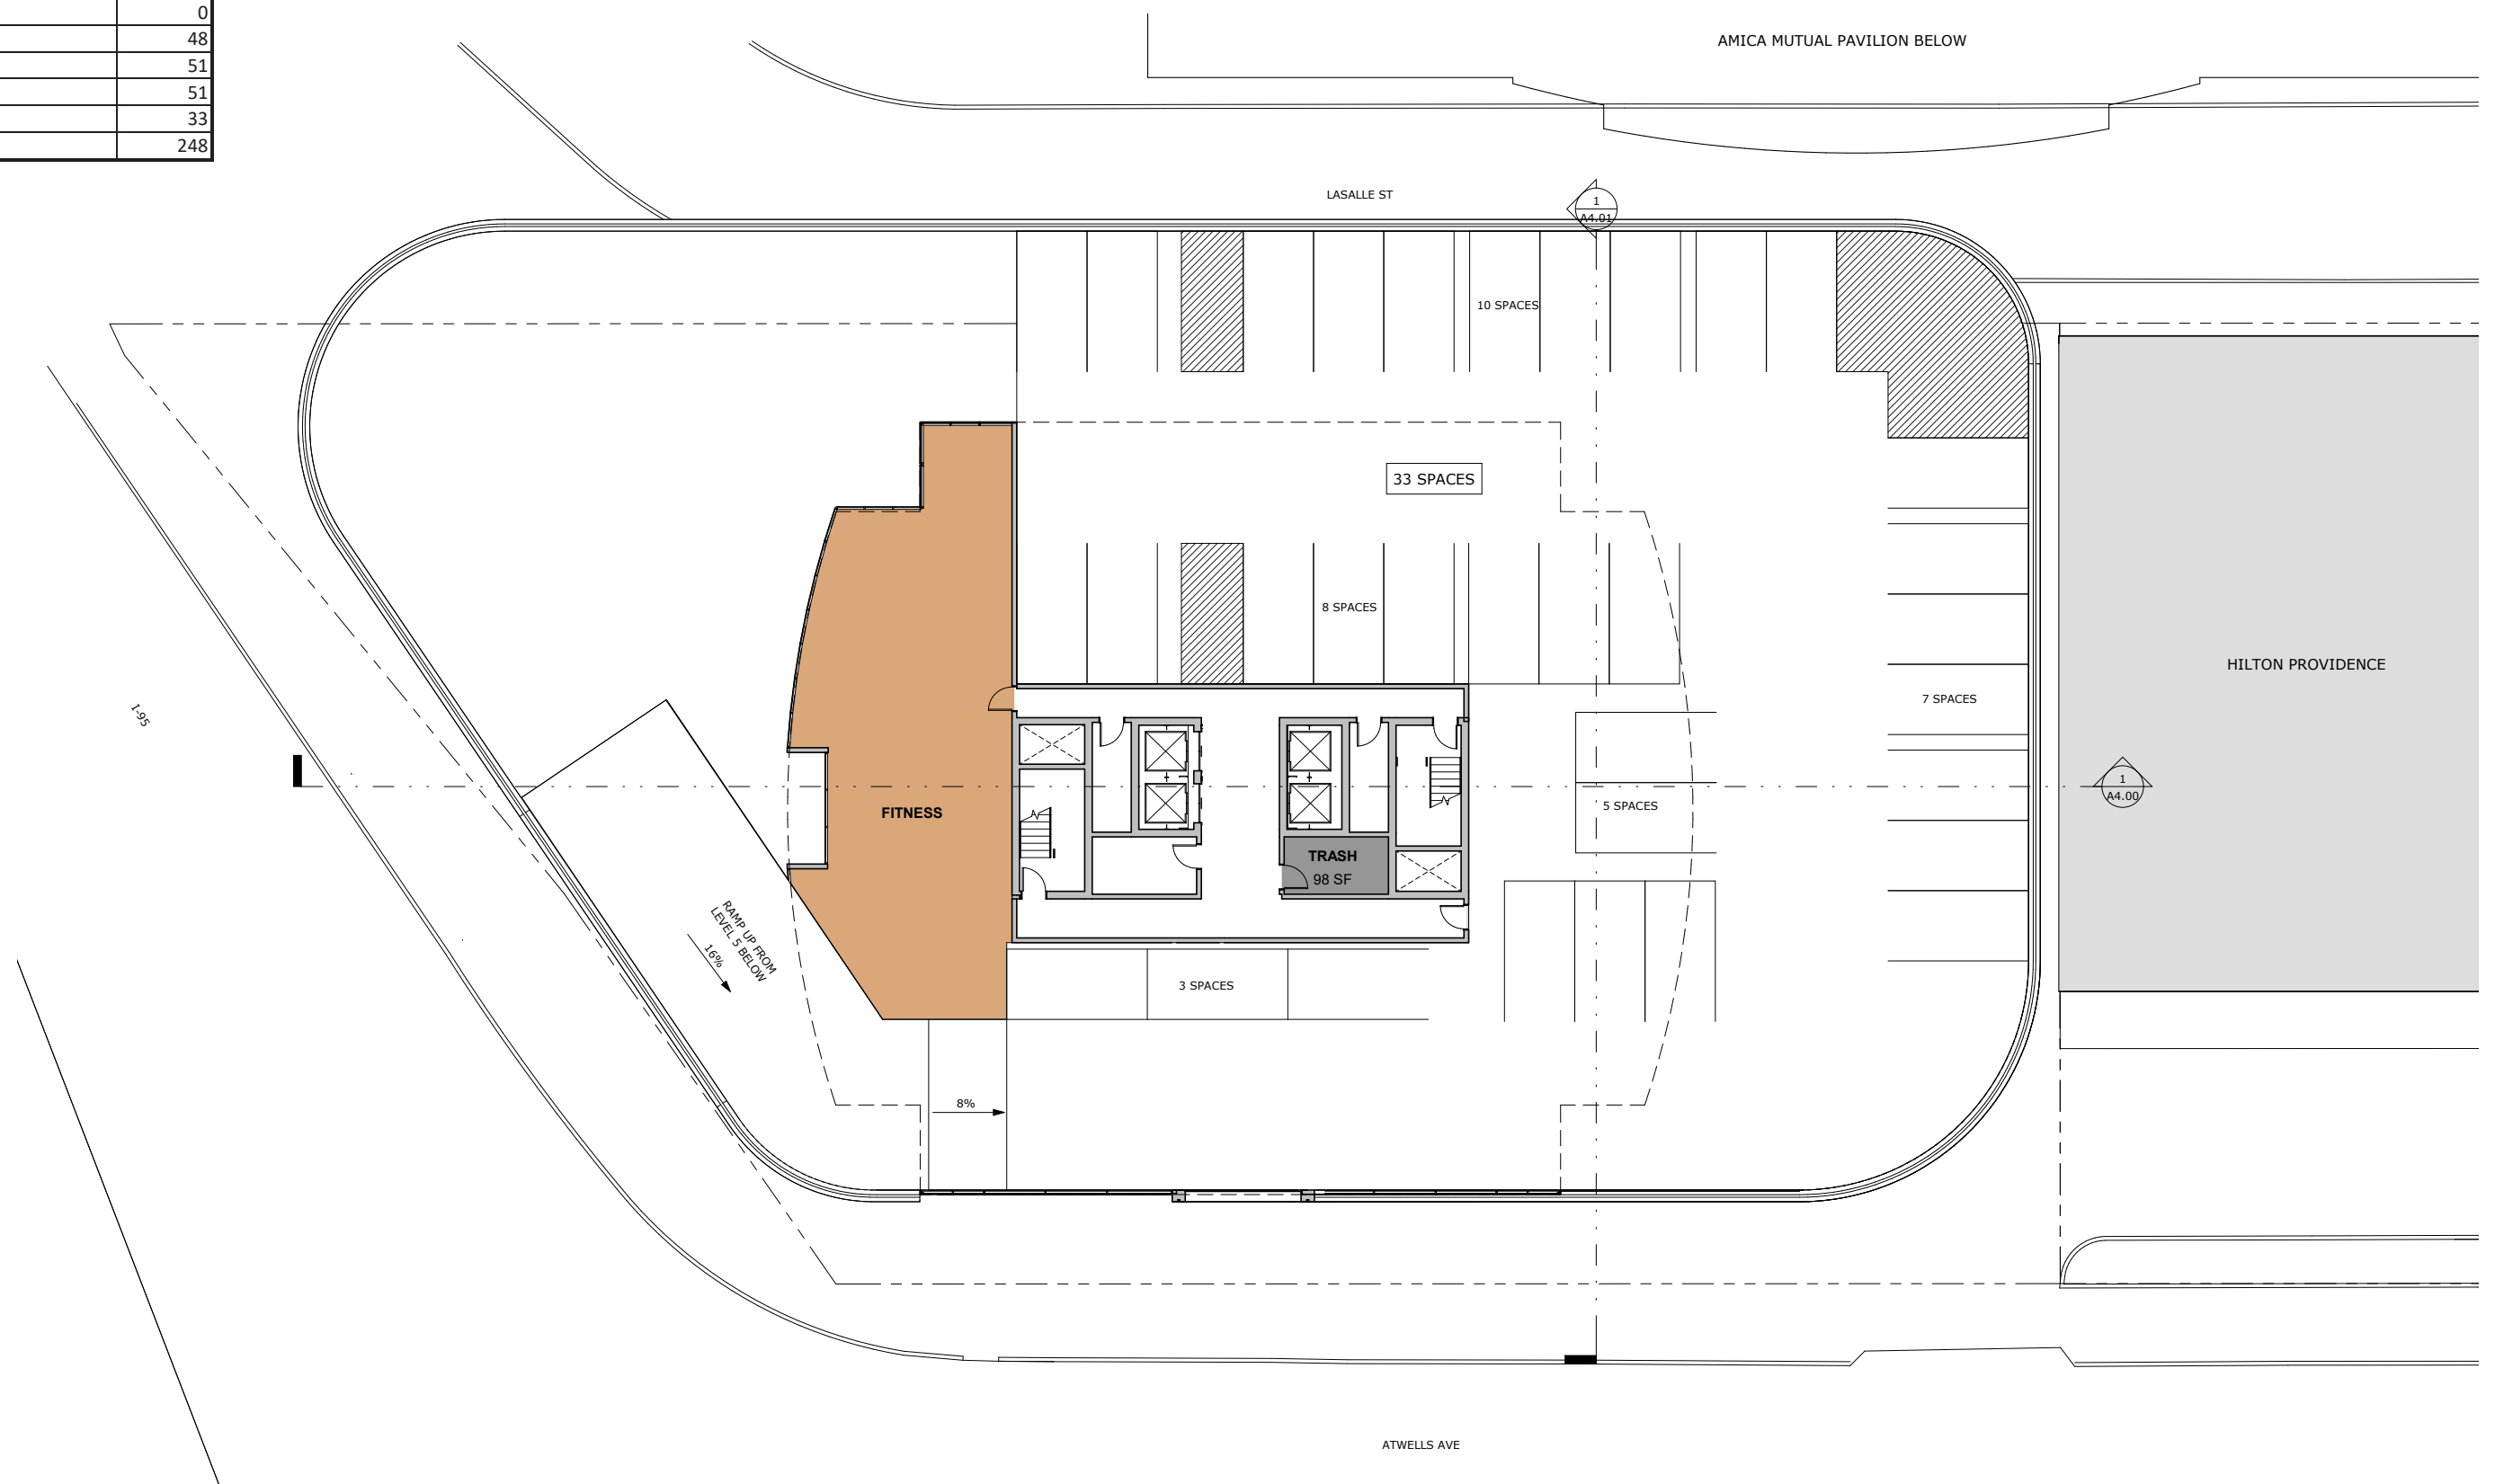 0
48
51
51
33
248
AMICA MUTUAL PAVILION BELOW
LASALLE ST
1
A4.01
10 SPACES
33 SPACES
8 SPACES
HILTON PROVIDENCE
7 SPACES
I-95
1
A4.00
5 SPACES
FITNESS
TRASH
98 SF
RAMP UP FROM
LEVEL 5 BELOW
16%
3 SPACES
8%
ATWELLS AVE